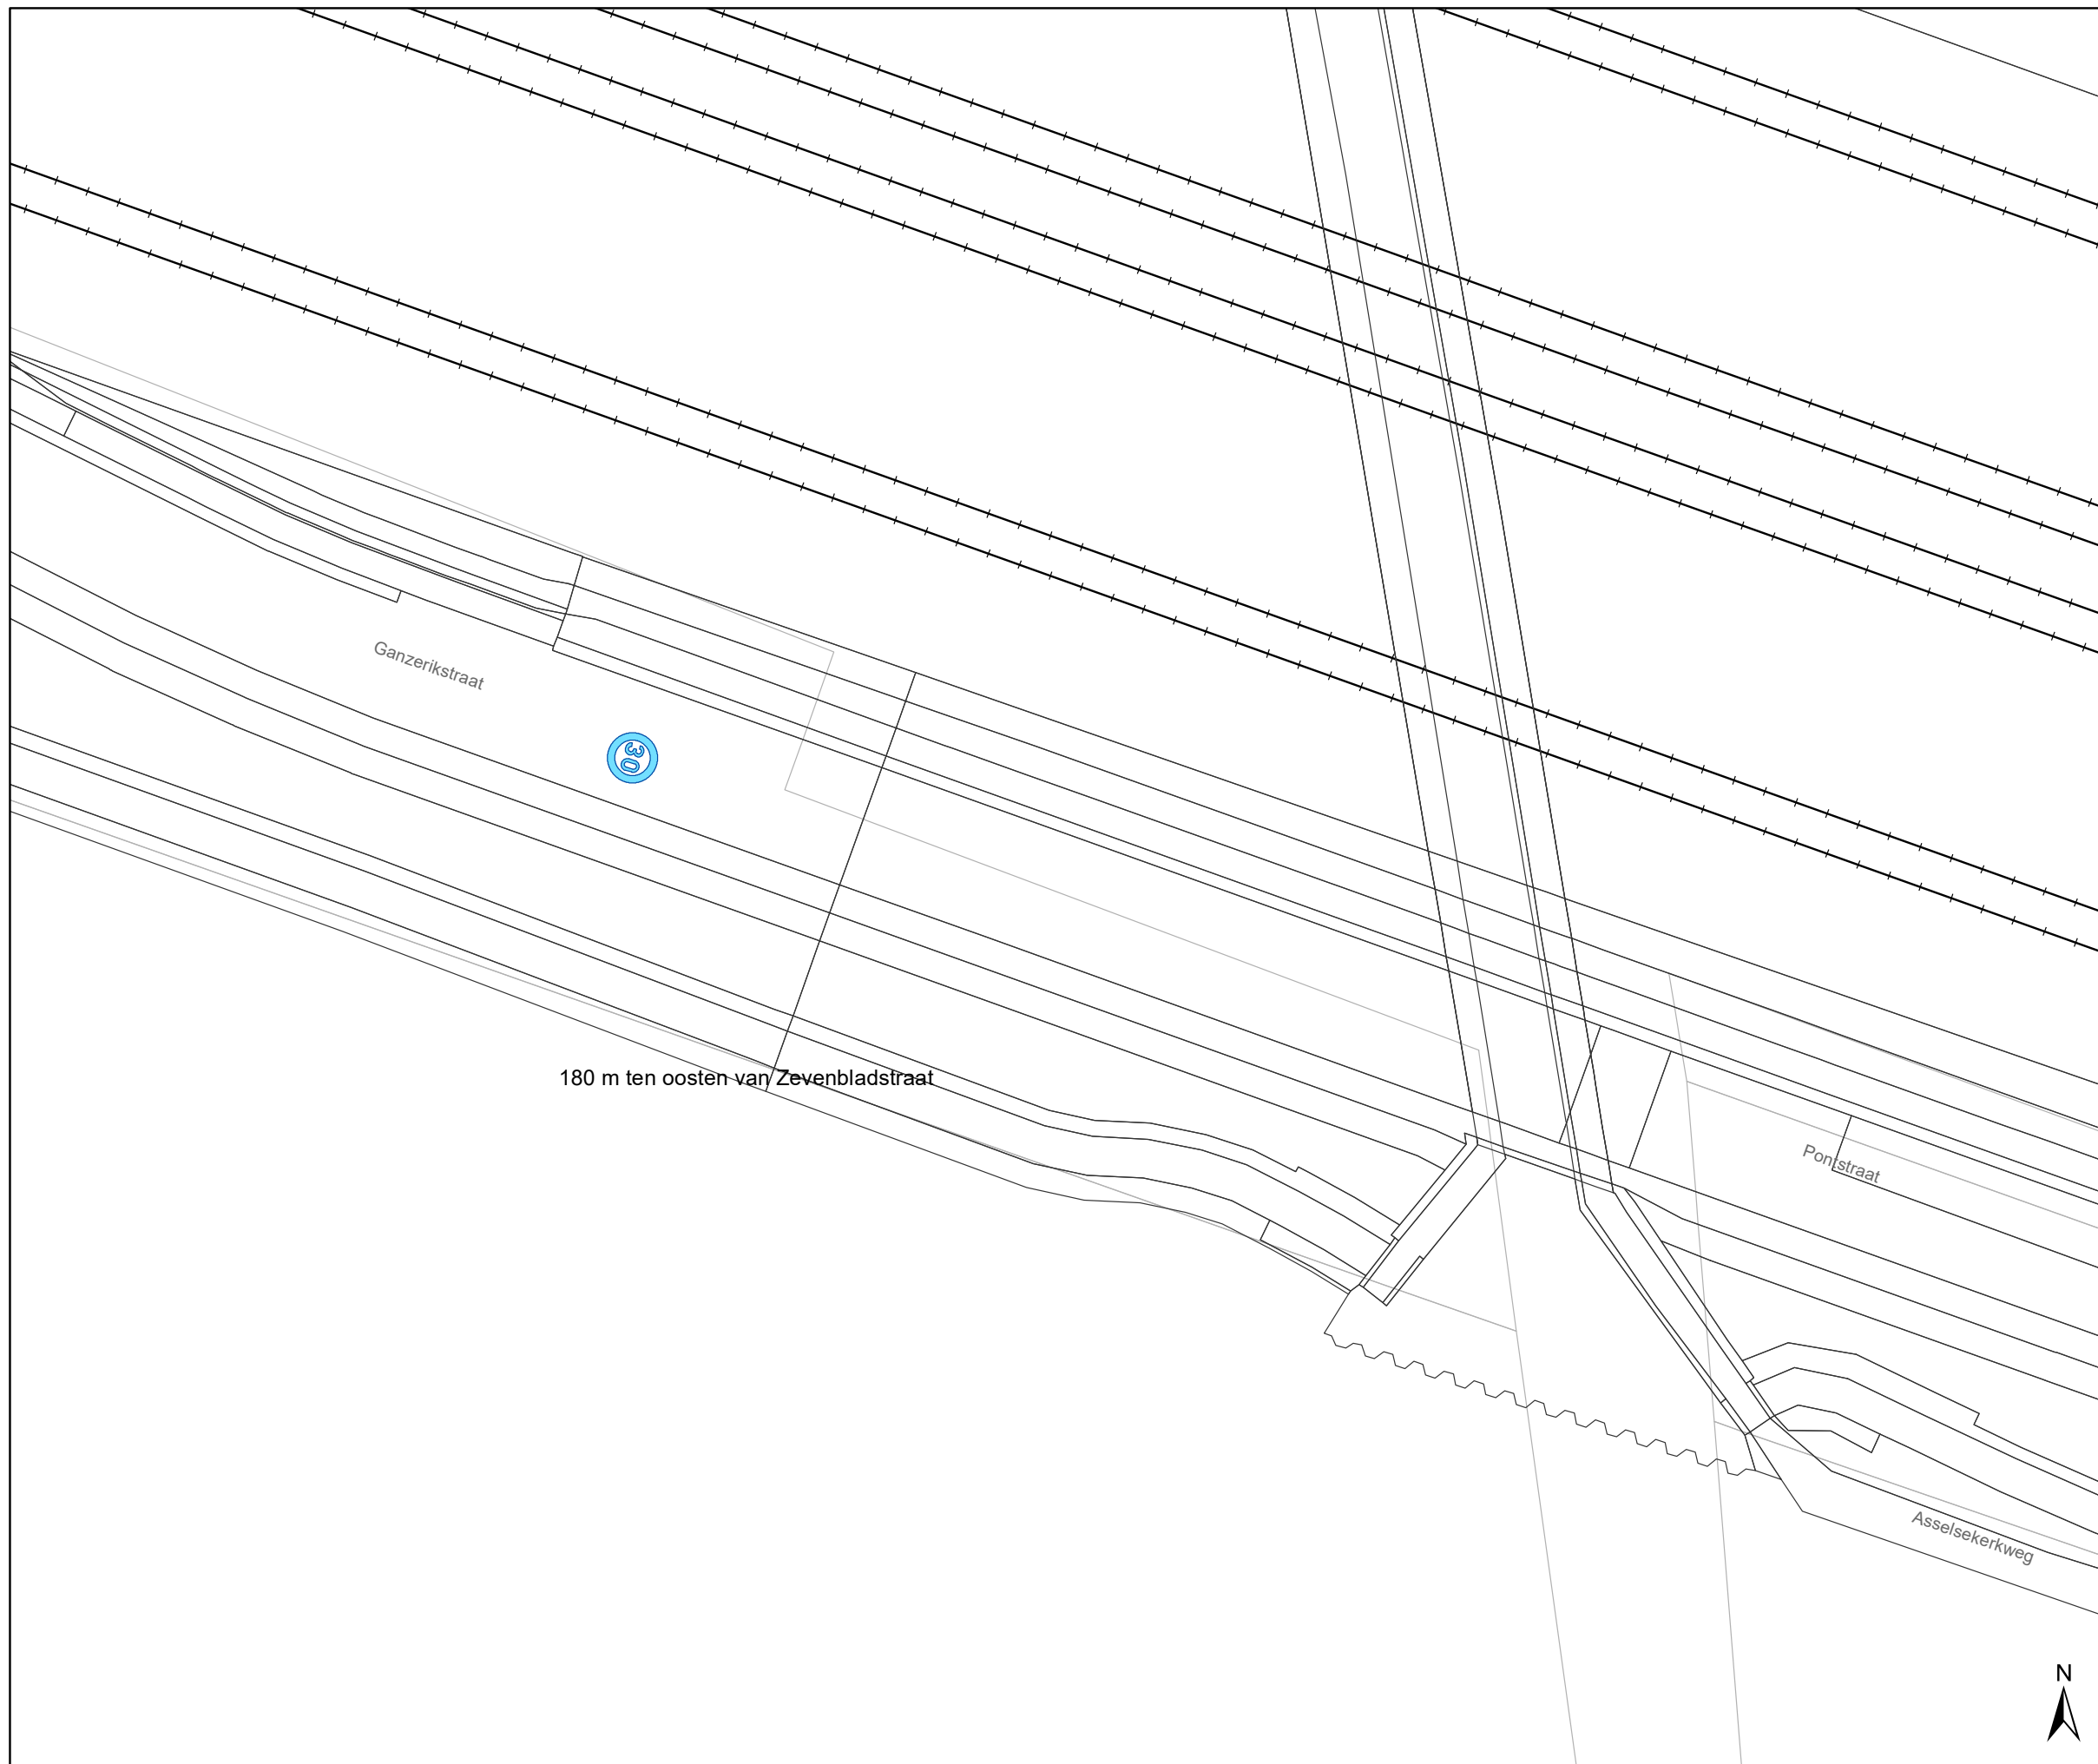 Ganzerikstraat
30
180 m ten oosten van Zevenbladstraat
Pontstraat
Asselsekerkweg
N